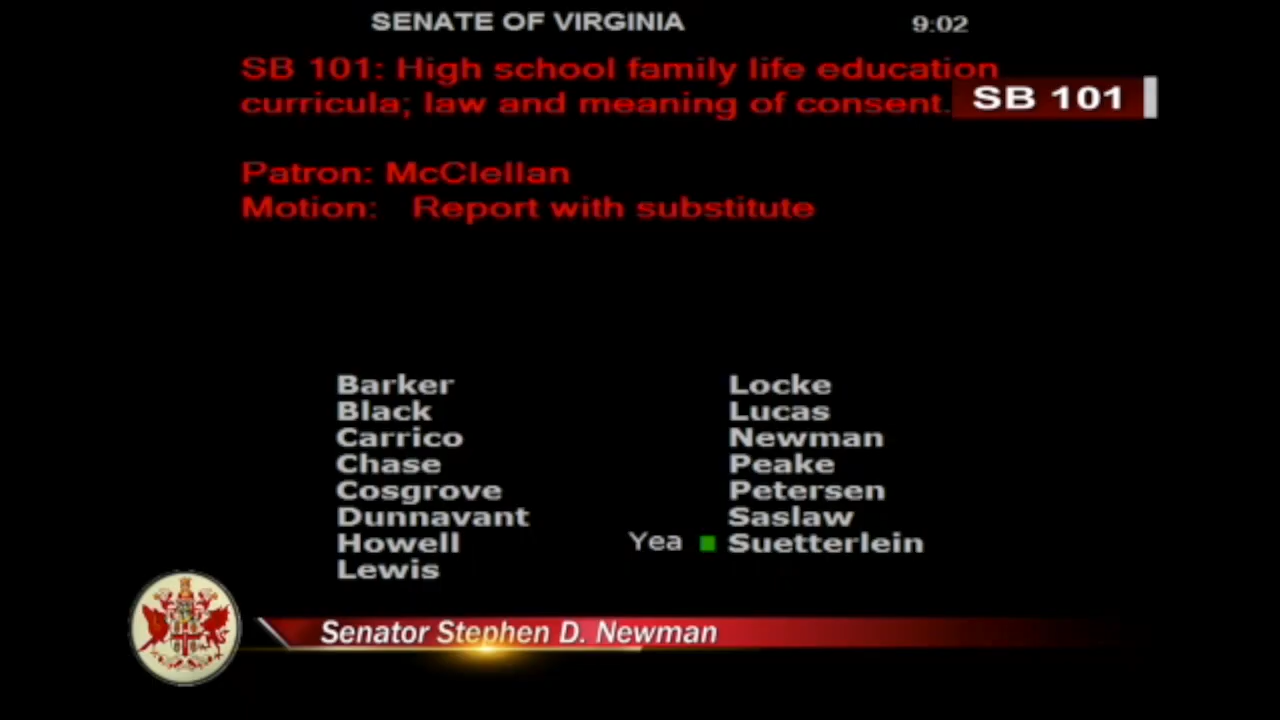 SENATE OF VIRGINIA 9:02
SB 101: High school family life education
curricula; law and meaning of consent.
SB 101
Patron: McClellan
Motion: Report with substitute
Barker
Black
Carrico
Chase
Cosgrove
Dunnavant
Howell
Lewis
Locke
Lucas
Newman
Peake
Petersen
Saslaw
Yea Suetterlein
Senator Stephen D. Newman